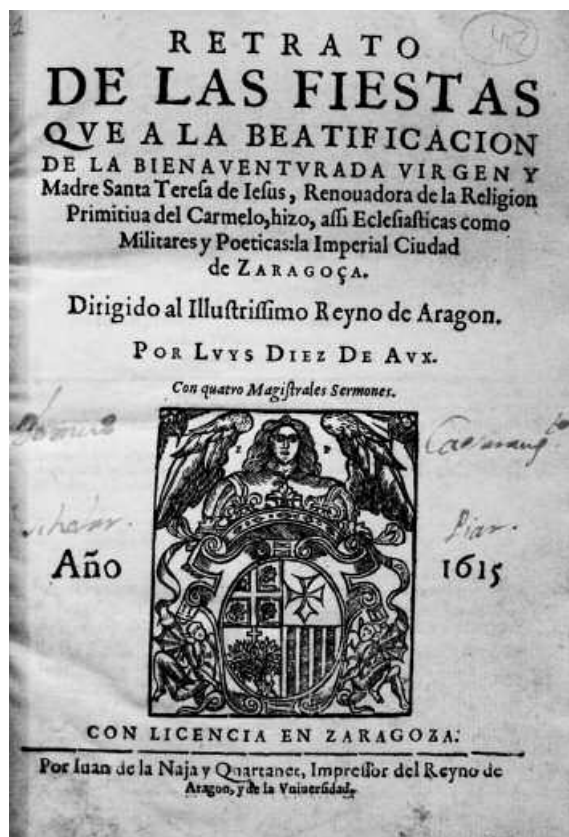 RETRATO
DE LAS FIESTAS
QVE A LA BEATIFICACION
DE LA BIENAVENTVRADA VIRGEN Y
Madre Santa Teresa de Iesus, Renouadora de la Religion
Primitiua del Carmelo, hizo, assi Eclesiasticas como
Militares y Poeticas: la Imperial Ciudad
de ZARAGOÇA.
Dirigido al Illustrissimo Reyno de Aragon.
POR LVYS DIEZ DE AVX.
Con quatro Magistrales Sermones.
Año 1615
CON LICENCIA EN ZARAGOZA:
Por Iuan de la Naja y Quartanet, Impressor del Reyno de
Aragon, y de la Vniuersidad.